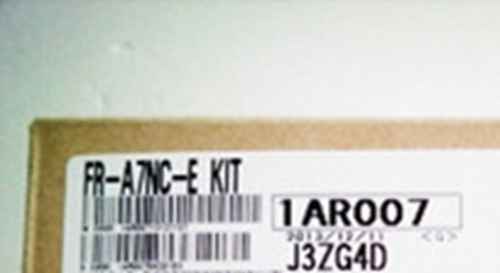 FR-A7NC-E KIT
1AR007
2013/12/11 <G>
J3ZG4D